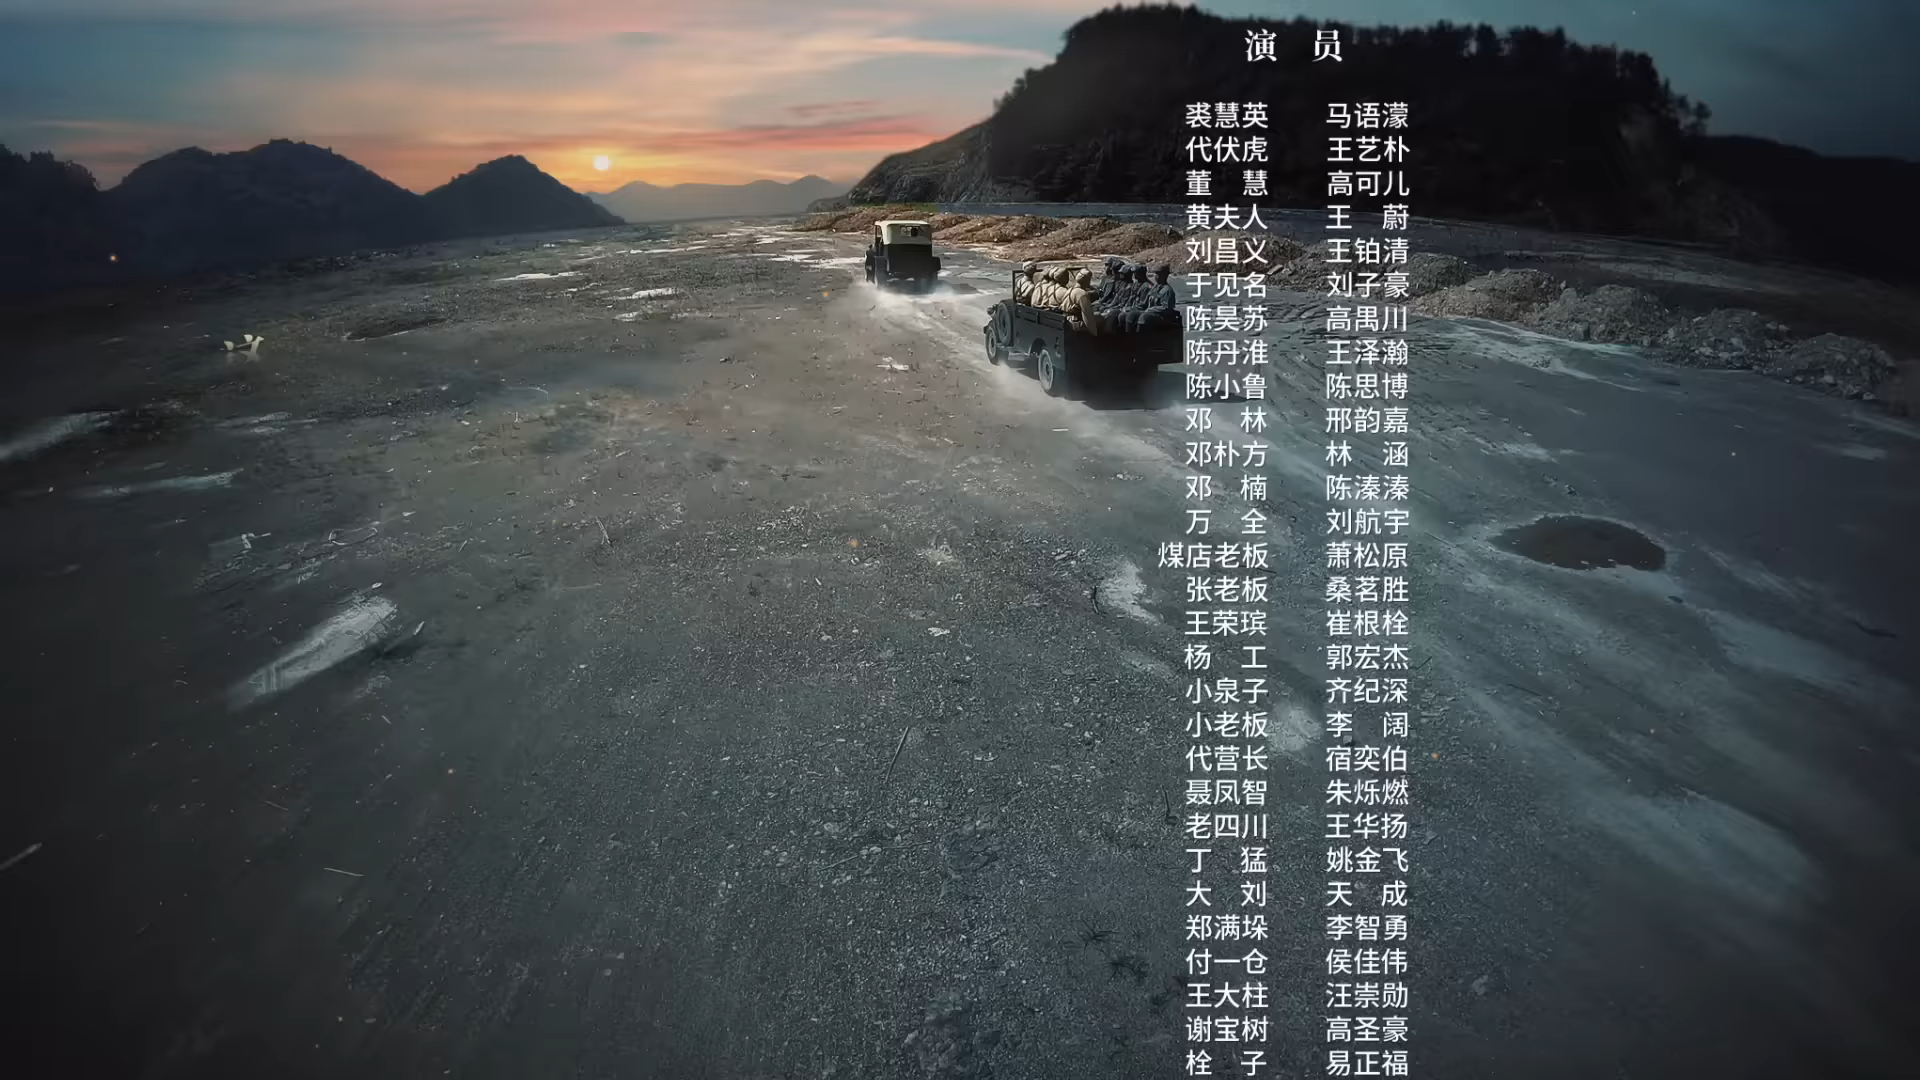 演 员
裘慧英 马语濛
代伏虎 王艺朴
董 慧 高可儿
黄夫人 王 蔚
刘昌义 王铂清
于见名 刘子豪
陈昊苏 高禺川
陈丹淮 王泽瀚
陈小鲁 陈思博
邓 林 邢韵嘉
邓朴方 林 涵
邓 楠 陈溱溱
万 全 刘航宇
煤店老板 萧松原
张老板 桑茗胜
王荣瑸 崔根栓
杨 工 郭宏杰
小泉子 齐纪深
小老板 李 阔
代营长 宿奕伯
聂凤智 朱烁燃
老四川 王华扬
丁 猛 姚金飞
大 刘 天 成
郑满垛 李智勇
付一仓 侯佳伟
王大柱 汪崇勋
谢宝树 高圣豪
栓 子 易正福